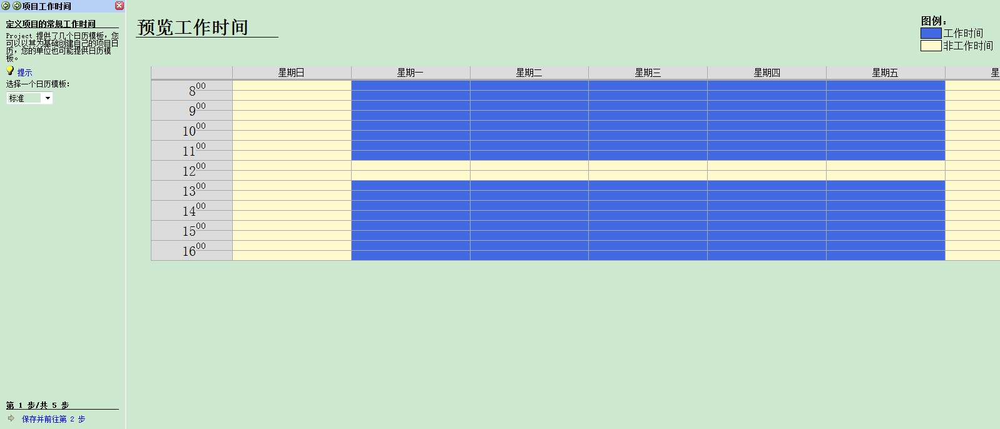 项目工作时间
定义项目的常规工作时间
Project 提供了几个日历模板，您
可以以其为基础创建自己的项目日
历，您的单位也可能提供日历模
板。
提示
选择一个日历模板：
标准
第 1 步/共 5 步
保存并前往第 2 步
预览工作时间
图例：
工作时间
非工作时间
星期日 星期一 星期二 星期三 星期四 星期五 星
8 00
9 00
10 00
11 00
12 00
13 00
14 00
15 00
16 00